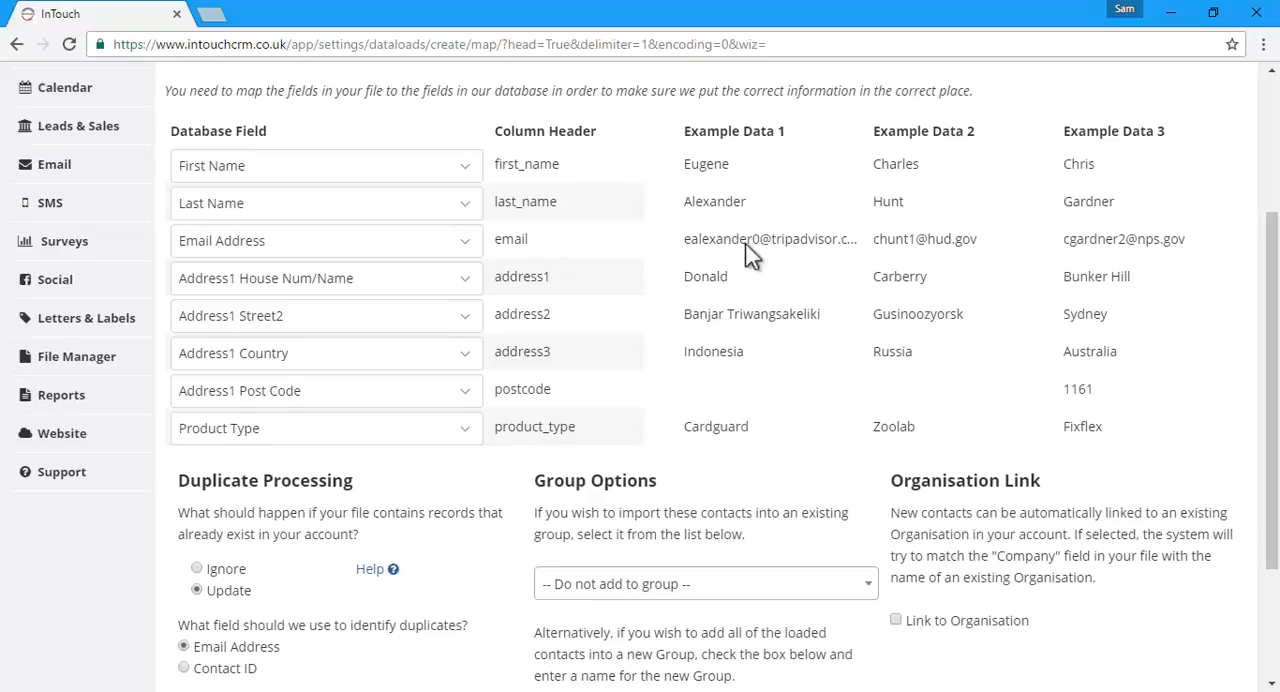 InTouch
Sam
https://www.intouchcrm.co.uk/app/settings/dataloads/create/map/?head=True&delimiter=1&encoding=0&wiz=
Calendar
Leads & Sales
Email
SMS
Surveys
Social
Letters & Labels
File Manager
Reports
Website
Support
You need to map the fields in your file to the fields in our database in order to make sure we put the correct information in the correct place.
Database Field Column Header Example Data 1 Example Data 2 Example Data 3
First Name first_name Eugene Charles Chris
Last Name last_name Alexander Hunt Gardner
Email Address email ealexander0@tripadvisor.c... chunt1@hud.gov cgardner2@nps.gov
Address1 House Num/Name address1 Donald Carberry Bunker Hill
Address1 Street2 address2 Banjar Triwangsakeliki Gusinoozyorsk Sydney
Address1 Country address3 Indonesia Russia Australia
Address1 Post Code postcode 1161
Product Type product_type Cardguard Zoolab Fixflex
Duplicate Processing
What should happen if your file contains records that
already exist in your account?
Ignore
Help
Update
What field should we use to identify duplicates?
Email Address
Contact ID
Group Options
If you wish to import these contacts into an existing
group, select it from the list below.
-- Do not add to group --
Alternatively, if you wish to add all of the loaded
contacts into a new Group, check the box below and
enter a name for the new Group.
Organisation Link
New contacts can be automatically linked to an existing
Organisation in your account. If selected, the system will
try to match the "Company" field in your file with the
name of an existing Organisation.
Link to Organisation